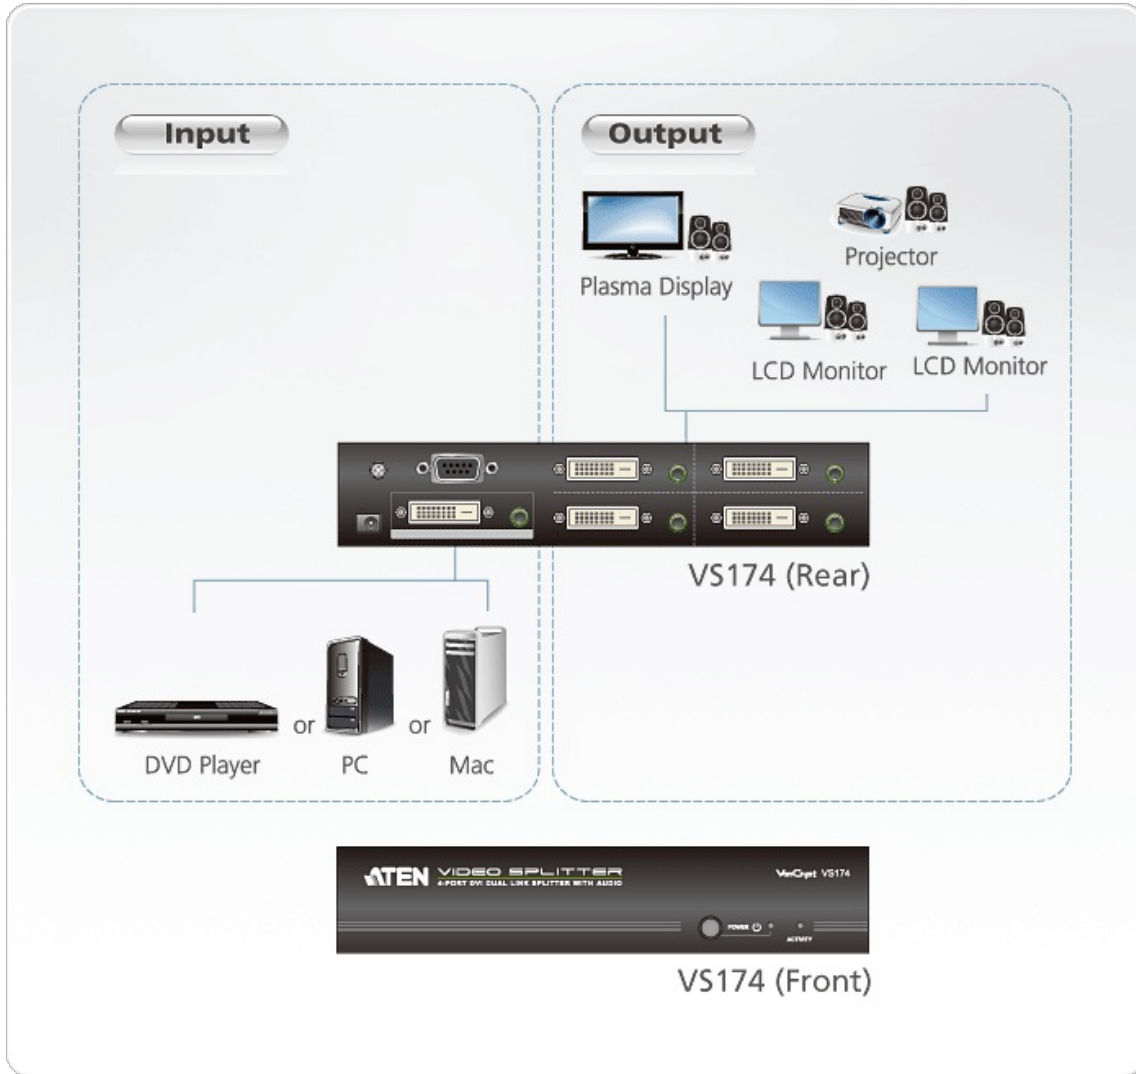 Input
Output
Plasma Display
Projector
LCD Monitor
LCD Monitor
VS174 (Rear)
DVD Player
or
PC
or
Mac
ATEN VIDEO SPLITTER
4-PORT DVI DUAL LINK SPLITTER WITH AUDIO
VanCryst VS174
POWER
ACTIVITY
VS174 (Front)